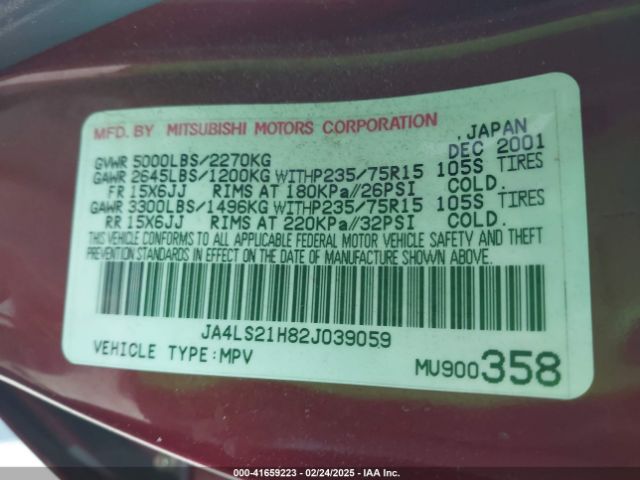 MFD. BY MITSUBISHI MOTORS CORPORATION , JAPAN
GVWR 5000LBS/2270KG DEC 2001
GAWR 2645LBS/1200KG WITHP235/75R15 105S TIRES
FR 15X6JJ RIMS AT 180KPa//26PSI COLD.
GAWR 3300LBS/1496KG WITHP235/75R15 105S TIRES
RR 15X6JJ RIMS AT 220KPa//32PSI COLD.
THIS VEHICLE CONFORMS TO ALL APPLICABLE FEDERAL MOTOR VEHICLE SAFETY AND THEFT
PREVENTION STANDARDS IN EFFECT ON THE DATE OF MANUFACTURE SHOWN ABOVE.
JA4LS21H82J039059
VEHICLE TYPE:MPV MU900358
000-41659223 - 02/24/2025 - IAA Holdings, LLC